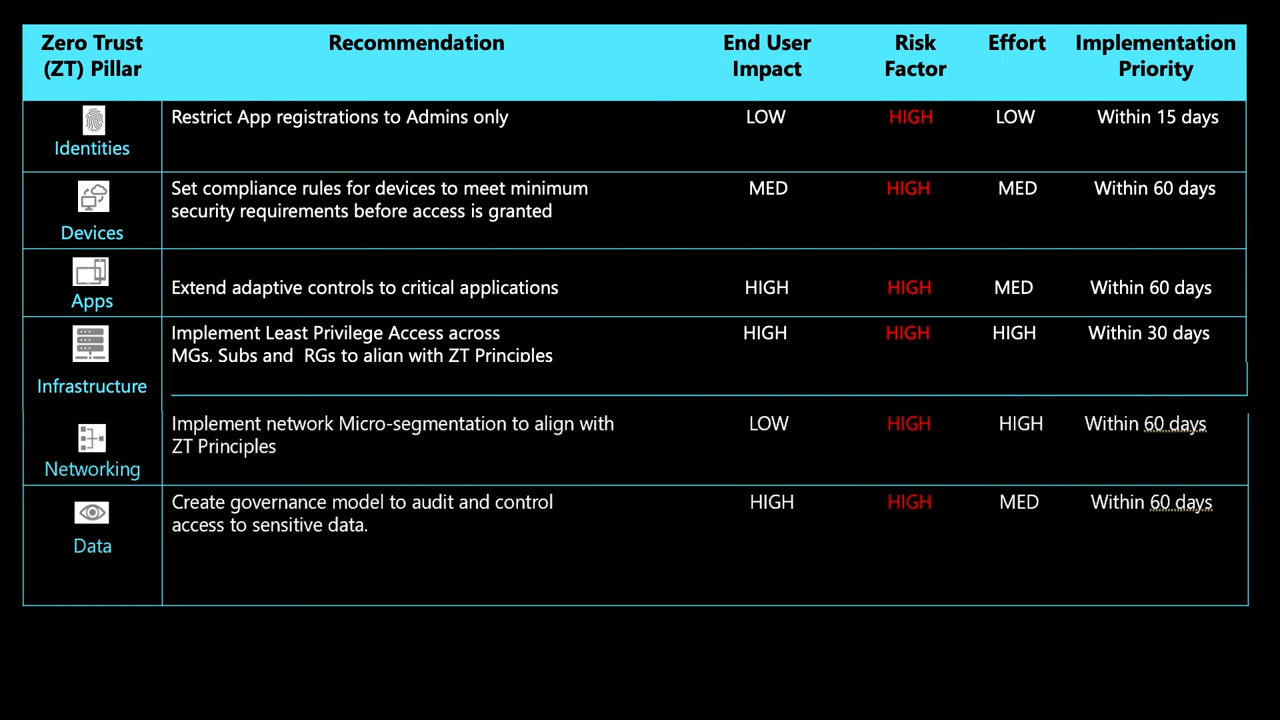 Zero Trust (ZT) Pillar
Recommendation
End User Impact
Risk Factor
Effort
Implementation Priority
Identities
Restrict App registrations to Admins only
LOW
HIGH
LOW
Within 15 days
Devices
Set compliance rules for devices to meet minimum
security requirements before access is granted
MED
HIGH
MED
Within 60 days
Apps
Extend adaptive controls to critical applications
HIGH
HIGH
MED
Within 60 days
Infrastructure
Implement Least Privilege Access across
MGs, Subs and RGs to align with ZT Principles
HIGH
HIGH
HIGH
Within 30 days
Networking
Implement network Micro-segmentation to align with
ZT Principles
LOW
HIGH
HIGH
Within 60 days
Data
Create governance model to audit and control
access to sensitive data.
HIGH
HIGH
MED
Within 60 days